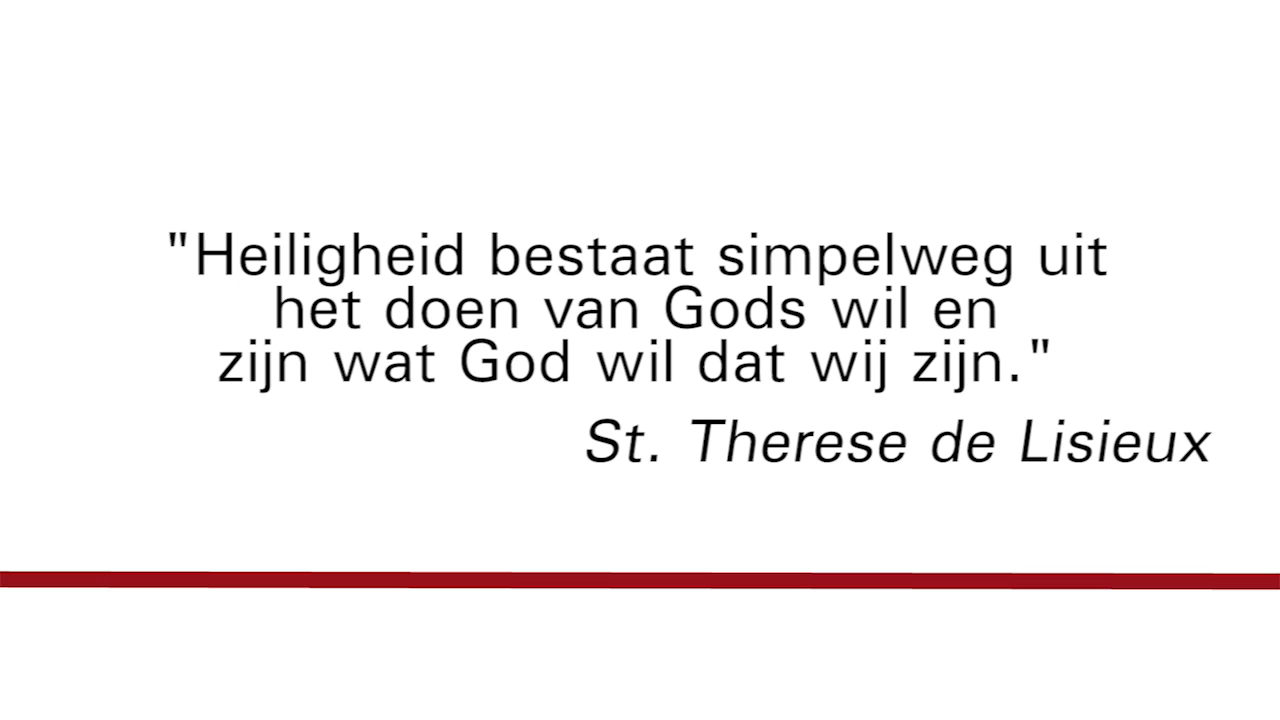 "Heiligheid bestaat simpelweg uit
het doen van Gods wil en
zijn wat God wil dat wij zijn."
St. Therese de Lisieux